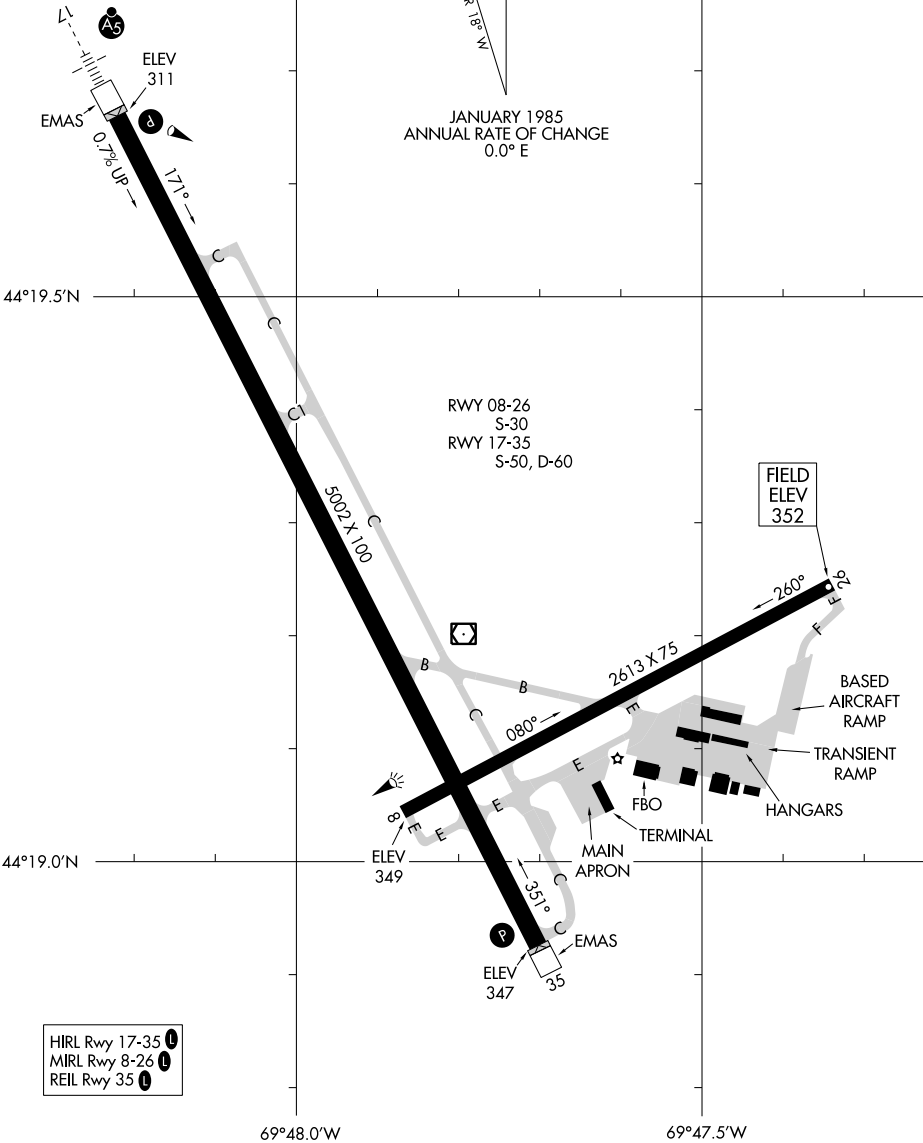 17
A5
R 18° W
ELEV
311
EMAS
P
0.7% UP
171°
JANUARY 1985
ANNUAL RATE OF CHANGE
0.0° E
C
44°19.5'N
C
C1
RWY 08-26
S-30
RWY 17-35
S-50, D-60
FIELD
ELEV
352
5002 X 100
C
260°
26
F
F
B
B
2613 X 75
BASED
AIRCRAFT
RAMP
C
080°
E
TRANSIENT
RAMP
E
FBO
HANGARS
8
E
E
E
TERMINAL
MAIN
APRON
ELEV
349
44°19.0'N
C
351°
C
P
EMAS
ELEV
347
35
HIRL Rwy 17-35 L
MIRL Rwy 8-26 L
REIL Rwy 35 L
69°48.0'W
69°47.5'W